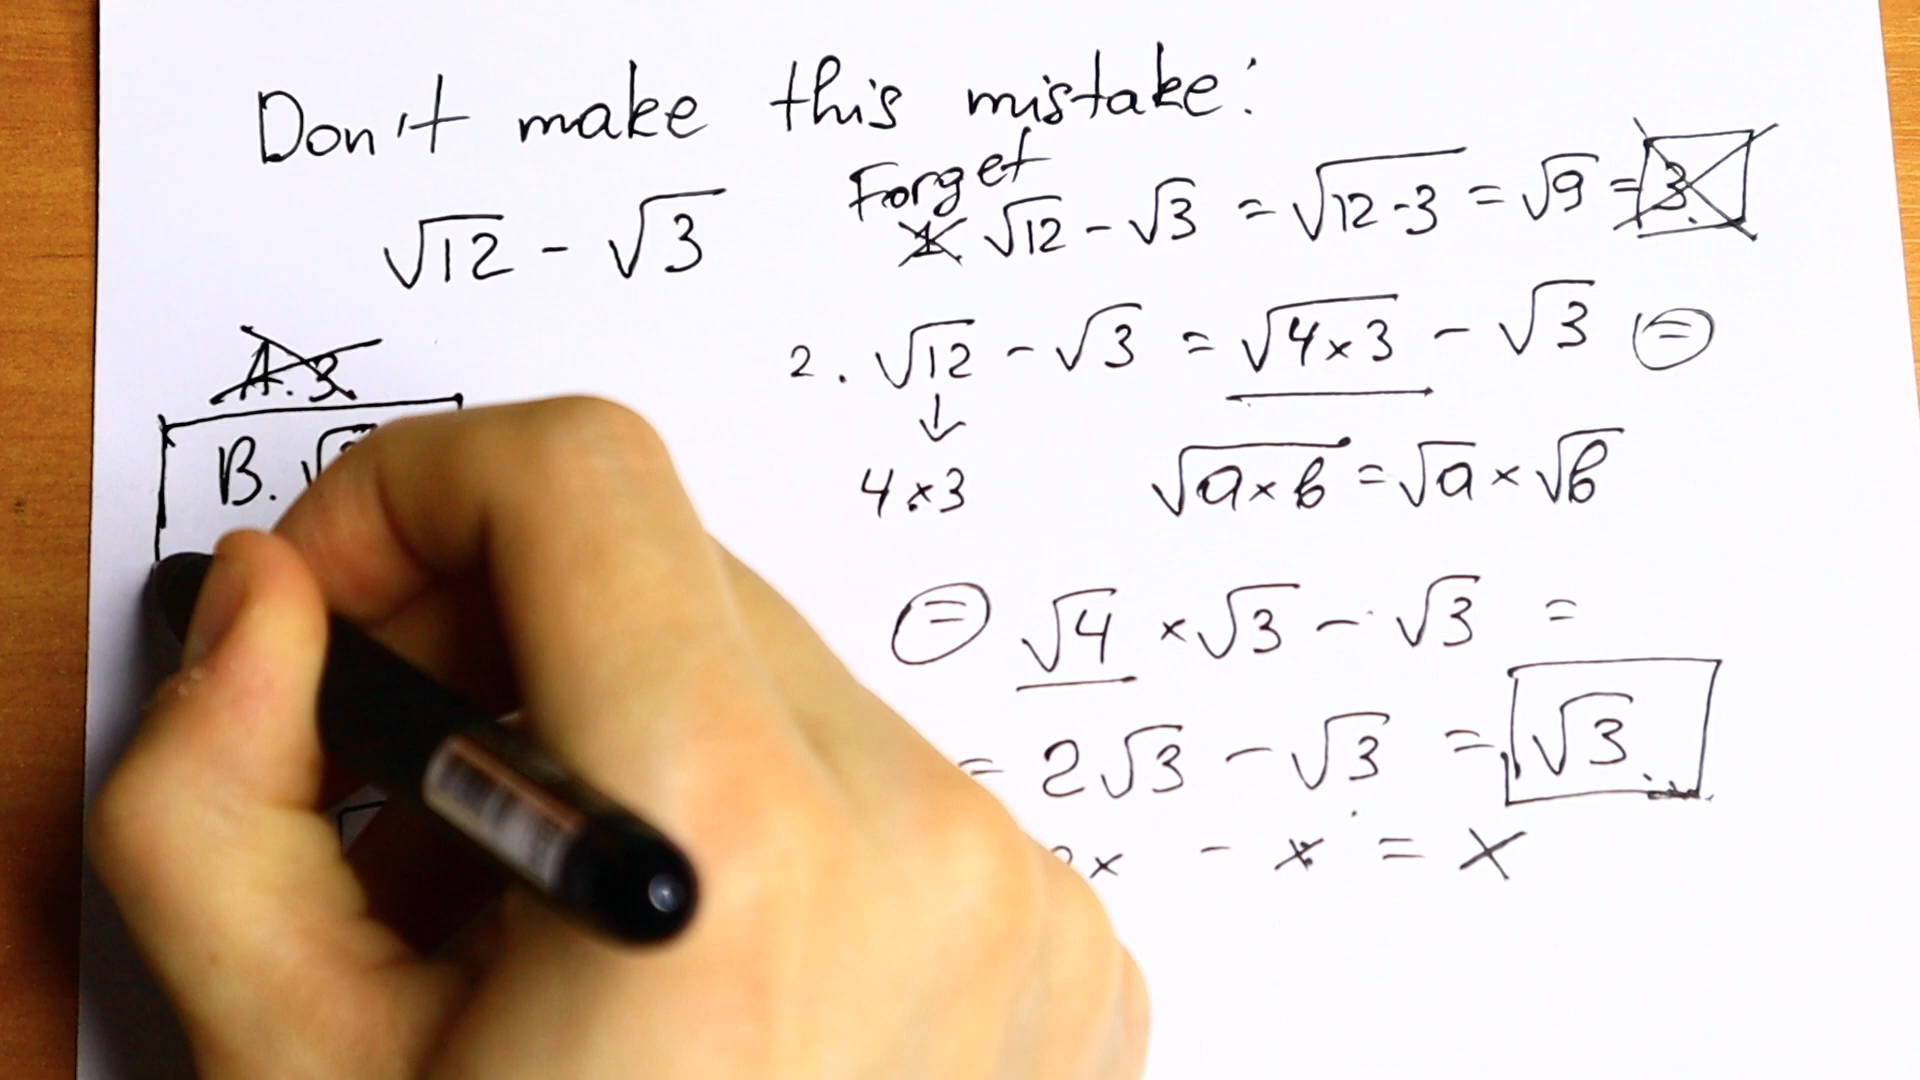 Don't make this mistake:
√12 - √3
Forget
1. √12 - √3 = √12-3 = √9 = 3.
2. √12 - √3 = √4×3 - √3 =
↓
4×3
√a×b = √a × √b
= √4 × √3 - √3 =
= 2√3 - √3 = √3
x - x = x
A. 3
B. √